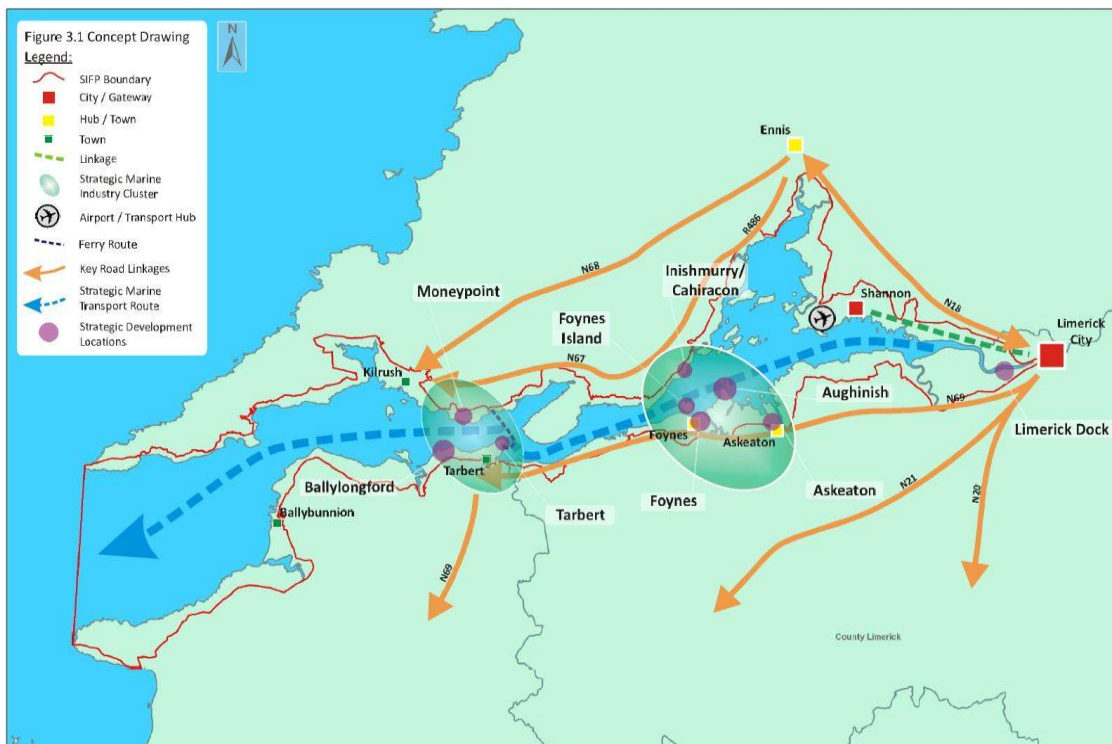 Figure 3.1 Concept Drawing
Legend:
SIFP Boundary
City / Gateway
Hub / Town
Town
Linkage
Strategic Marine
Industry Cluster
Airport / Transport Hub
Ferry Route
Key Road Linkages
Strategic Marine
Transport Route
Strategic Development
Locations
N
Ennis
R486
N68
Inishmurry/
Cahiracon
Moneypoint
Shannon
N18
Foynes
Island
Limerick
City
N67
Kilrush
Aughinish
N69
Foynes
Askeaton
Limerick Dock
Tarbert
Ballylongford
N21
N20
Askeaton
Foynes
Tarbert
Ballybunnion
N69
County Limerick